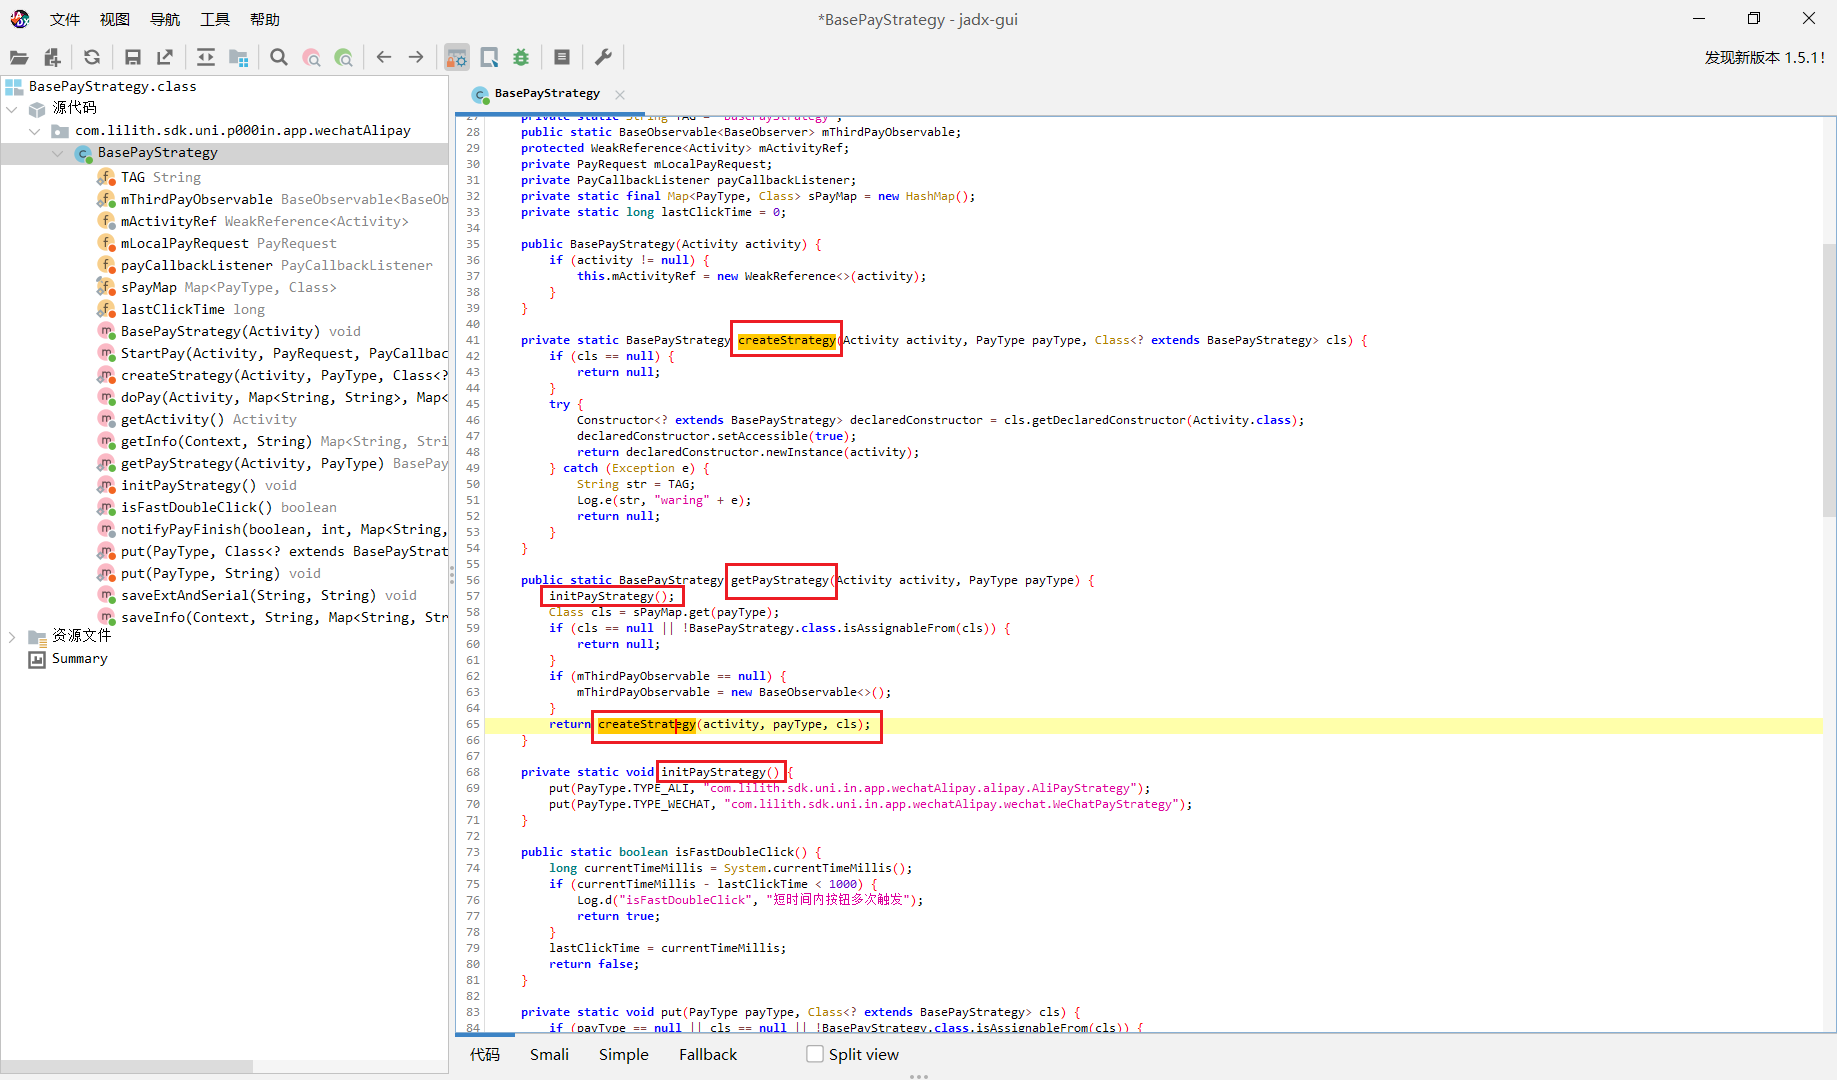 文件 视图 导航 工具 帮助 *BasePayStrategy - jadx-gui
发现新版本 1.5.1!
BasePayStrategy.class
源代码
com.lilith.sdk.uni.p000in.app.wechatAlipay
BasePayStrategy
TAG String
mThirdPayObservable BaseObservable<BaseOb
mActivityRef WeakReference<Activity>
mLocalPayRequest PayRequest
payCallbackListener PayCallbackListener
sPayMap Map<PayType, Class>
lastClickTime long
BasePayStrategy(Activity) void
StartPay(Activity, PayRequest, PayCallbac
createStrategy(Activity, PayType, Class<?
doPay(Activity, Map<String, String>, Map<
getActivity() Activity
getInfo(Context, String) Map<String, Stri
getPayStrategy(Activity, PayType) BasePay
initPayStrategy() void
isFastDoubleClick() boolean
notifyPayFinish(boolean, int, Map<String,
put(PayType, Class<? extends BasePayStrat
put(PayType, String) void
saveExtAndSerial(String, String) void
saveInfo(Context, String, Map<String, Str
资源文件
Summary
BasePayStrategy
27 private static String TAG = "BasePayStrategy";
28 public static BaseObservable<BaseObserver> mThirdPayObservable;
29 protected WeakReference<Activity> mActivityRef;
30 private PayRequest mLocalPayRequest;
31 private PayCallbackListener payCallbackListener;
32 private static final Map<PayType, Class> sPayMap = new HashMap();
33 private static long lastClickTime = 0;
34
35 public BasePayStrategy(Activity activity) {
36 if (activity != null) {
37 this.mActivityRef = new WeakReference<>(activity);
38 }
39 }
40
41 private static BasePayStrategy createStrategy(Activity activity, PayType payType, Class<? extends BasePayStrategy> cls) {
42 if (cls == null) {
43 return null;
44 }
45 try {
46 Constructor<? extends BasePayStrategy> declaredConstructor = cls.getDeclaredConstructor(Activity.class);
47 declaredConstructor.setAccessible(true);
48 return declaredConstructor.newInstance(activity);
49 } catch (Exception e) {
50 String str = TAG;
51 Log.e(str, "waring" + e);
52 return null;
53 }
54 }
55
56 public static BasePayStrategy getPayStrategy(Activity activity, PayType payType) {
57 initPayStrategy();
58 Class cls = sPayMap.get(payType);
59 if (cls == null || !BasePayStrategy.class.isAssignableFrom(cls)) {
60 return null;
61 }
62 if (mThirdPayObservable == null) {
63 mThirdPayObservable = new BaseObservable<>();
64 }
65 return createStrategy(activity, payType, cls);
66 }
67
68 private static void initPayStrategy() {
69 put(PayType.TYPE_ALI, "com.lilith.sdk.uni.in.app.wechatAlipay.alipay.AliPayStrategy");
70 put(PayType.TYPE_WECHAT, "com.lilith.sdk.uni.in.app.wechatAlipay.wechat.WeChatPayStrategy");
71 }
72
73 public static boolean isFastDoubleClick() {
74 long currentTimeMillis = System.currentTimeMillis();
75 if (currentTimeMillis - lastClickTime < 1000) {
76 Log.d("isFastDoubleClick", "短时间内按钮多次触发");
77 return true;
78 }
79 lastClickTime = currentTimeMillis;
80 return false;
81 }
82
83 private static void put(PayType payType, Class<? extends BasePayStrategy> cls) {
84 if (payType == null || cls == null || !BasePayStrategy.class.isAssignableFrom(cls)) {
代码 Smali Simple Fallback Split view